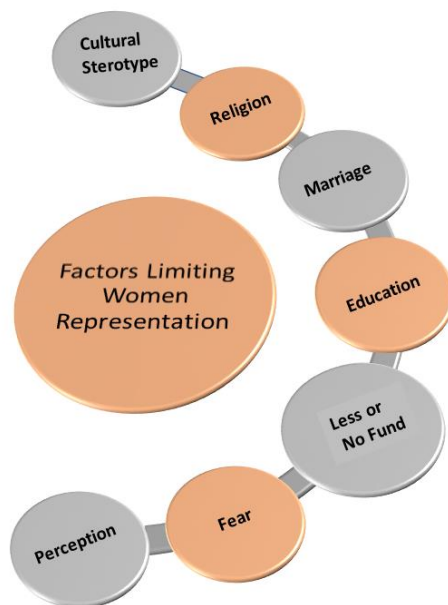 Cultural
Sterotype
Religion
Marriage
Factors Limiting
Women
Representation
Education
Less or
No Fund
Fear
Perception